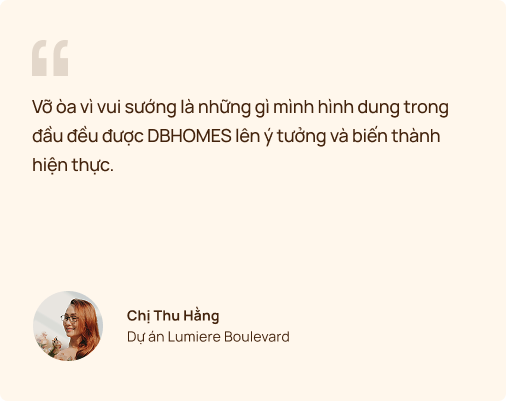 Vỡ òa vì vui sướng là những gì mình hình dung trong
đầu đều được DBHOMES lên ý tưởng và biến thành
hiện thực.
Chị Thu Hằng
Dự án Lumiere Boulevard